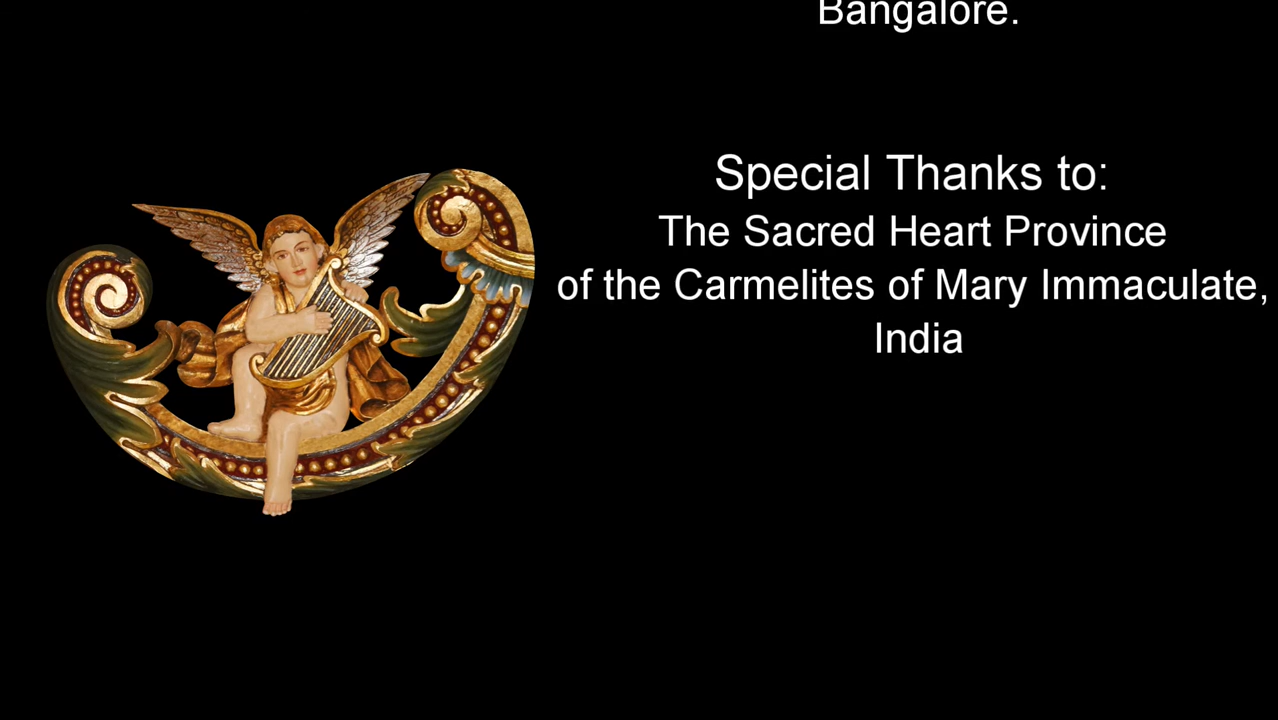 Bangalore.
Special Thanks to:
The Sacred Heart Province
of the Carmelites of Mary Immaculate,
India